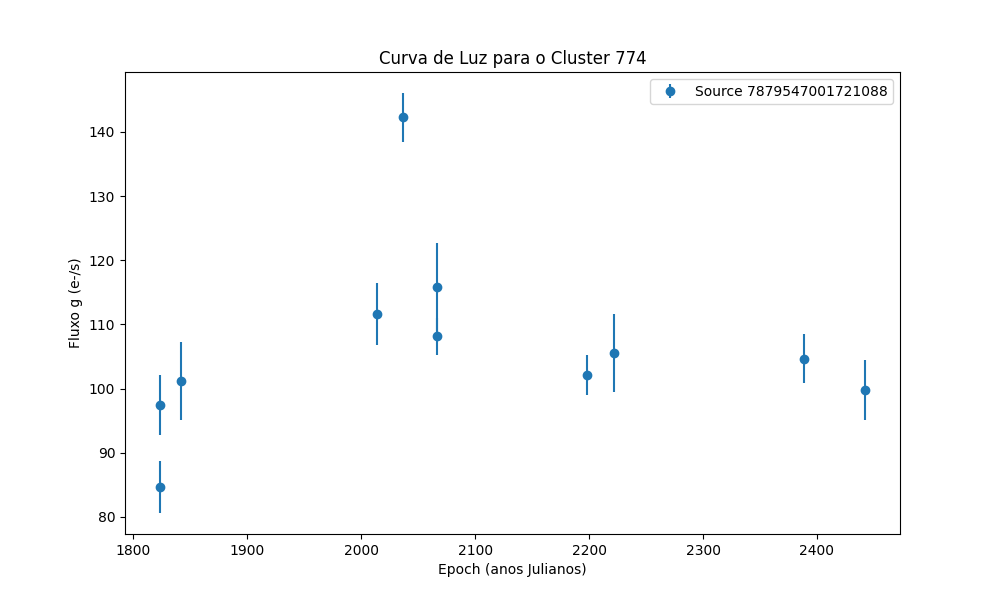 Curva de Luz para o Cluster 774
Source 7879547001721088
Fluxo g (e-/s)
140
130
120
110
100
90
80
1800 1900 2000 2100 2200 2300 2400
Epoch (anos Julianos)